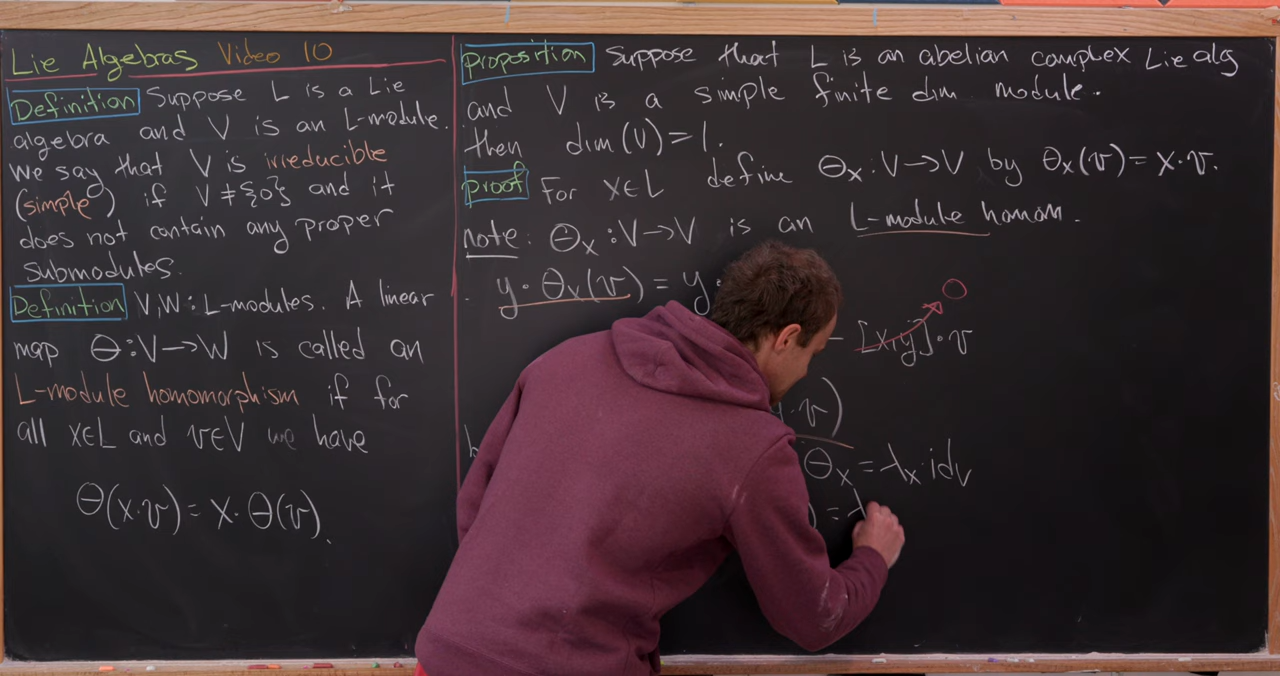 Lie Algebras Video 10
Definition Suppose L is a Lie
algebra and V is an L-module.
we say that V is irreducible
(simple) if V ≠ {0} and it
does not contain any proper
submodules.
Definition V,W : L-modules. A linear
map Θ: V → W is called an
L-module homomorphism if for
all x∈L and v∈V we have
Θ(x·v) = x·Θ(v).
Proposition Suppose that L is an abelian complex Lie alg
and V is a simple finite dim module.
then dim(V) = 1.
Proof For x∈L define Θx : V → V by Θx(v) = x·v.
note: Θx : V → V is an L-module homom.
y·Θx(v) = y·
- [x,y]·v 0
·v)
Θx = λx·idv
) = λ